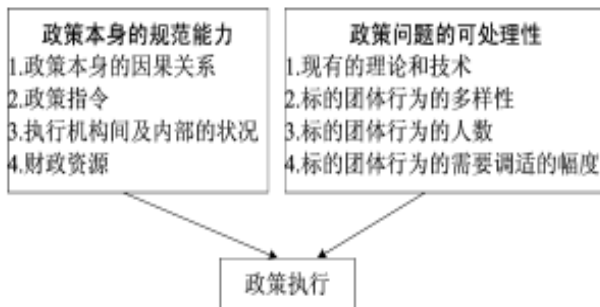 政策本身的规范能力
1.政策本身的因果关系
2.政策指令
3.执行机构间及内部的状况
4.财政资源
政策问题的可处理性
1.现有的理论和技术
2.标的团体行为的多样性
3.标的团体行为的人数
4.标的团体行为的需要调适的幅度
政策执行